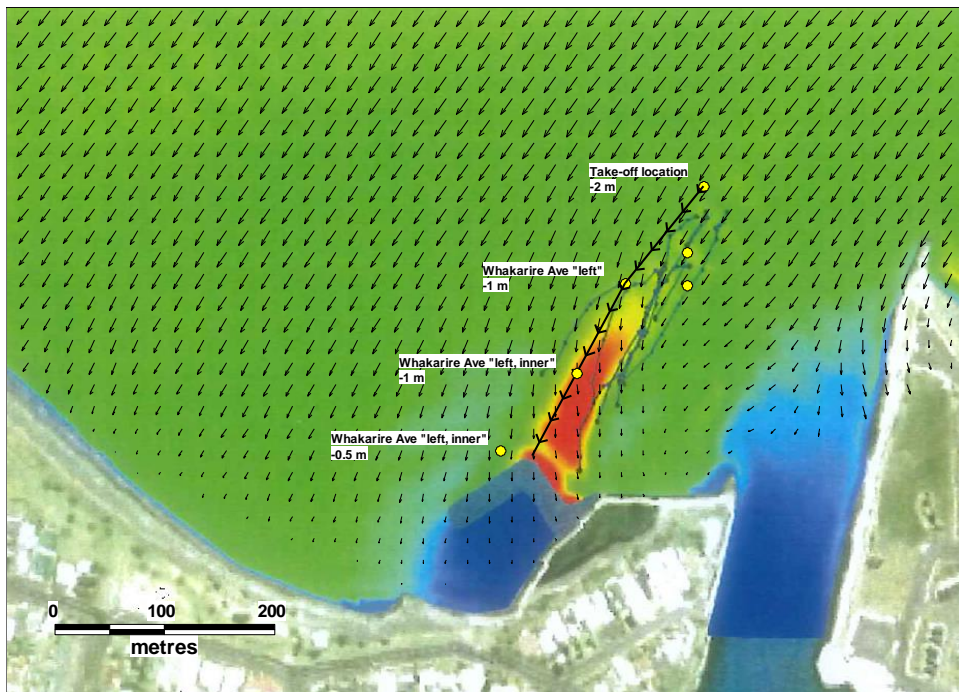 Take-off location
-2 m
Whakarire Ave "left"
-1 m
Whakarire Ave "left, inner"
-1 m
Whakarire Ave "left, inner"
-0.5 m
0 100 200
metres